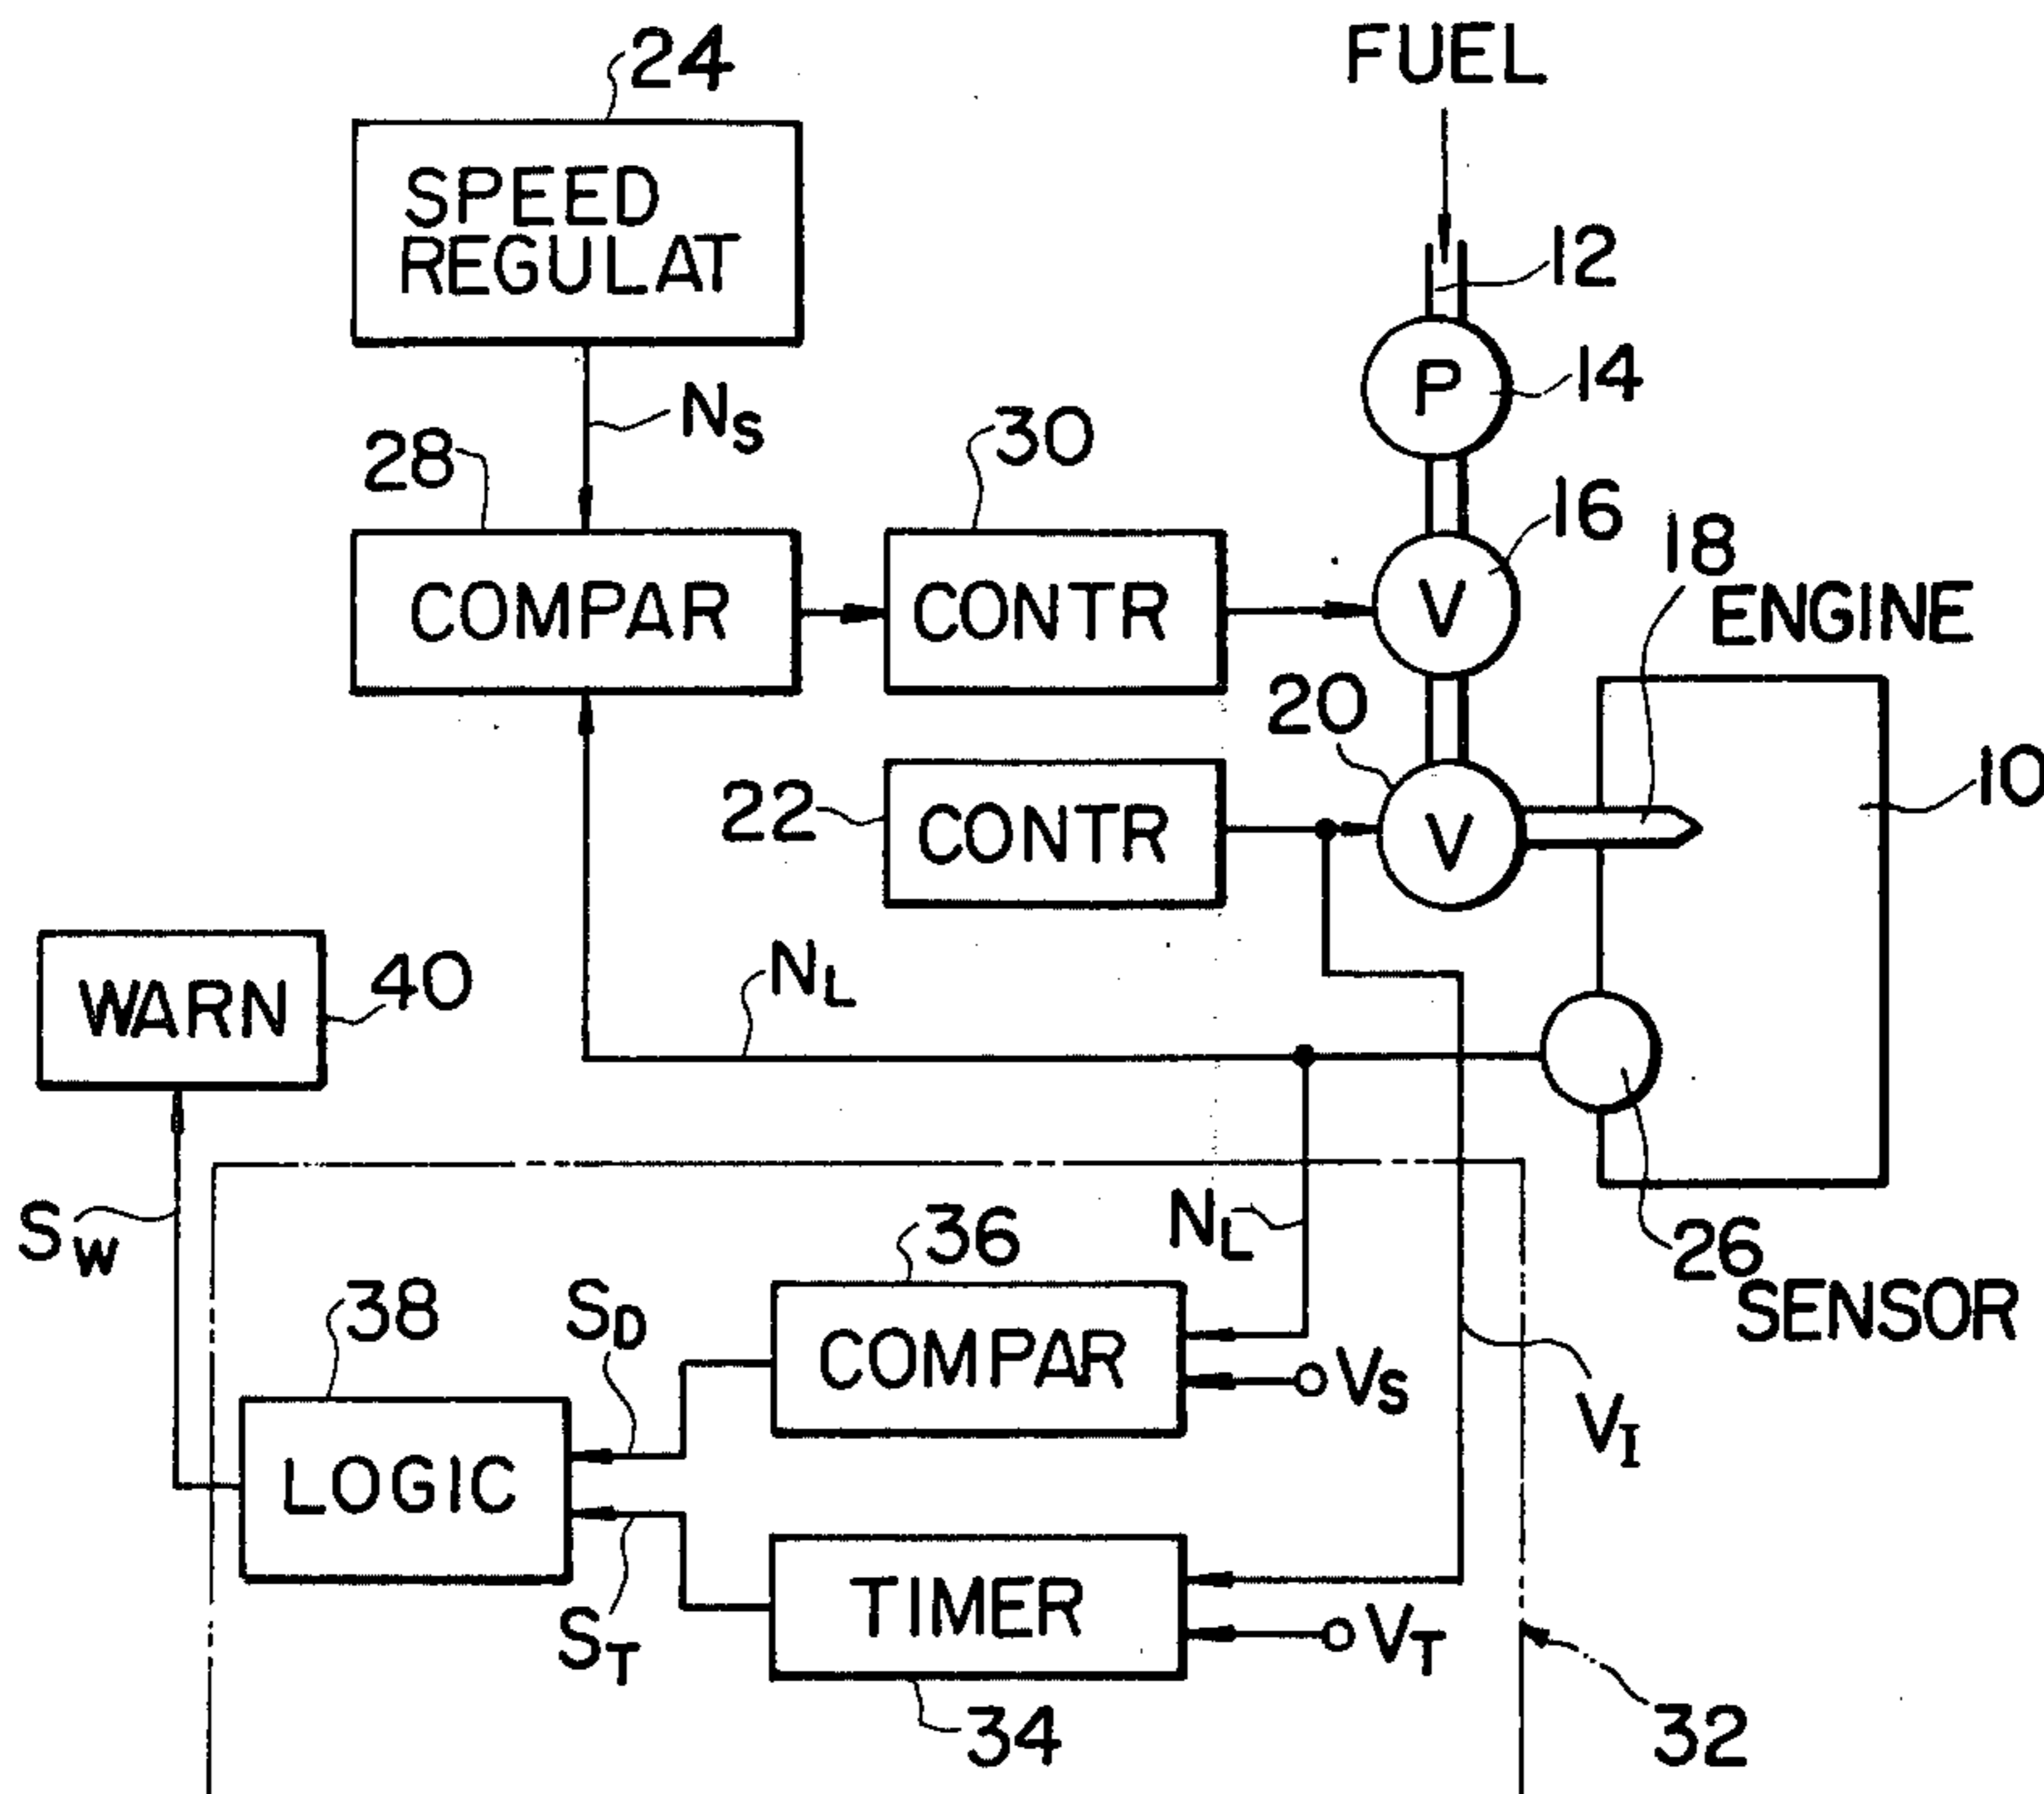 24
FUEL
SPEED
REGULAT
12
P
14
NS
28
30
16
18
ENGINE
COMPAR
CONTR
V
20
10
22
CONTR
V
WARN
40
NL
SW
NL
36
26
SENSOR
38
SD
COMPAR
VS
VI
LOGIC
ST
TIMER
VT
34
32